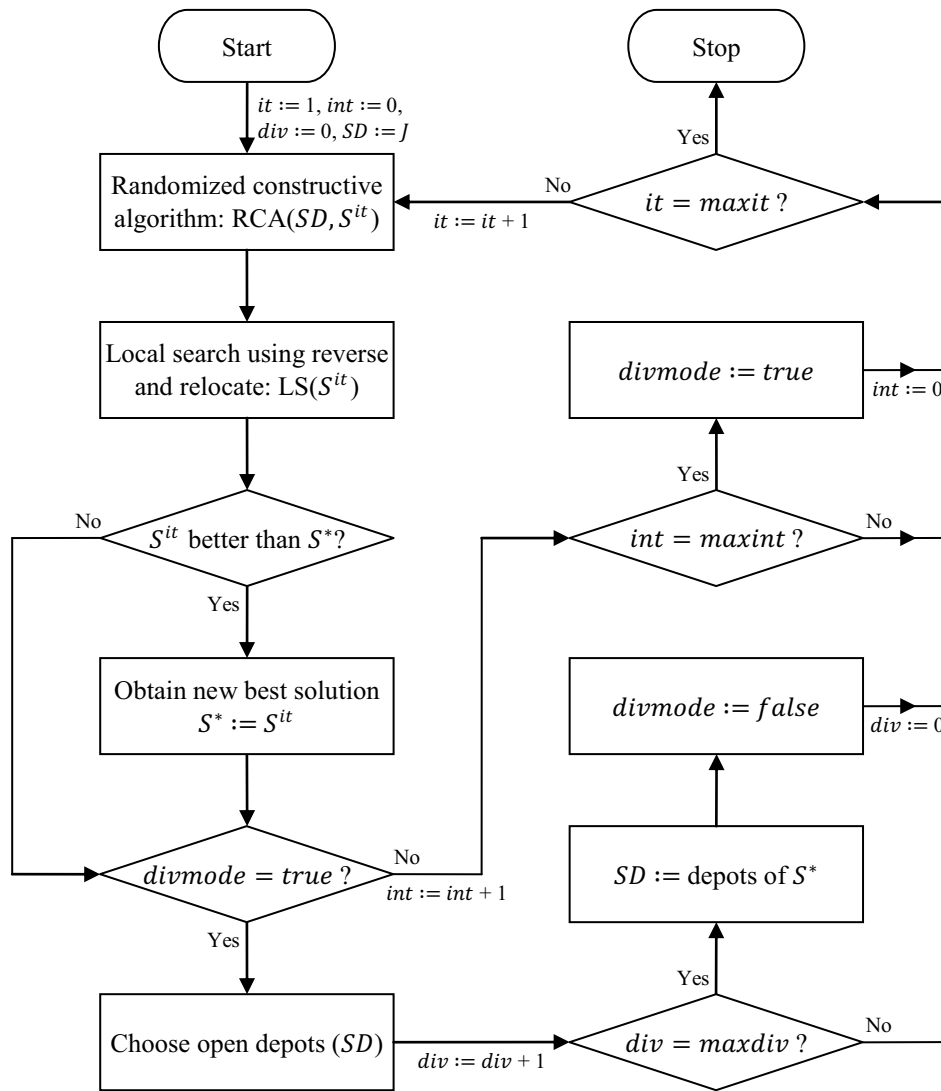 Start
Stop
it := 1, int := 0,
div := 0, SD := J
Yes
Randomized constructive
algorithm: RCA(SD, S^{it})
No
it := it + 1
it = maxit ?
Local search using reverse
and relocate: LS(S^{it})
divmode := true
int := 0
Yes
No
S^{it} better than S*?
int = maxint ?
No
Yes
Obtain new best solution
S* := S^{it}
divmode := false
div := 0
divmode = true ?
No
int := int + 1
SD := depots of S*
Yes
Yes
Choose open depots (SD)
div := div + 1
div = maxdiv ?
No